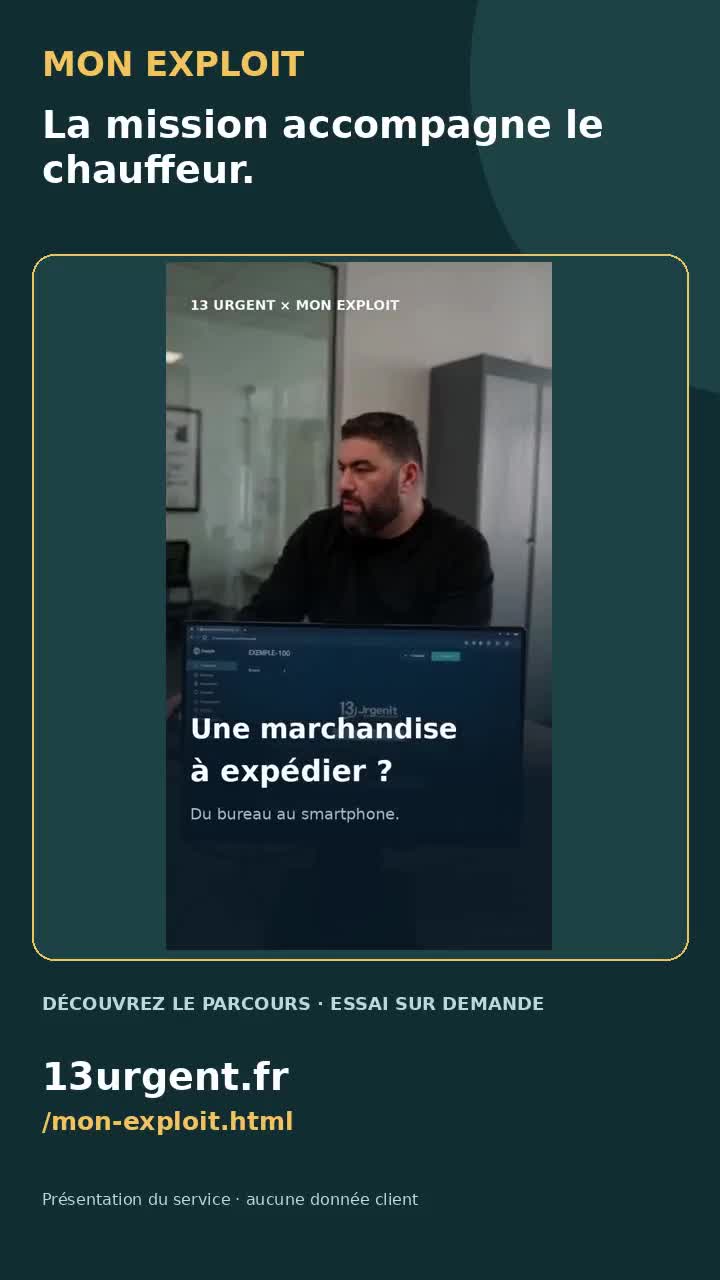 MON EXPLOIT
La mission accompagne le
chauffeur.
13 URGENT × MON EXPLOIT
EXEMPLE-100
Une marchandise
à expédier ?
Du bureau au smartphone.
DÉCOUVREZ LE PARCOURS · ESSAI SUR DEMANDE
13urgent.fr
/mon-exploit.html
Présentation du service · aucune donnée client